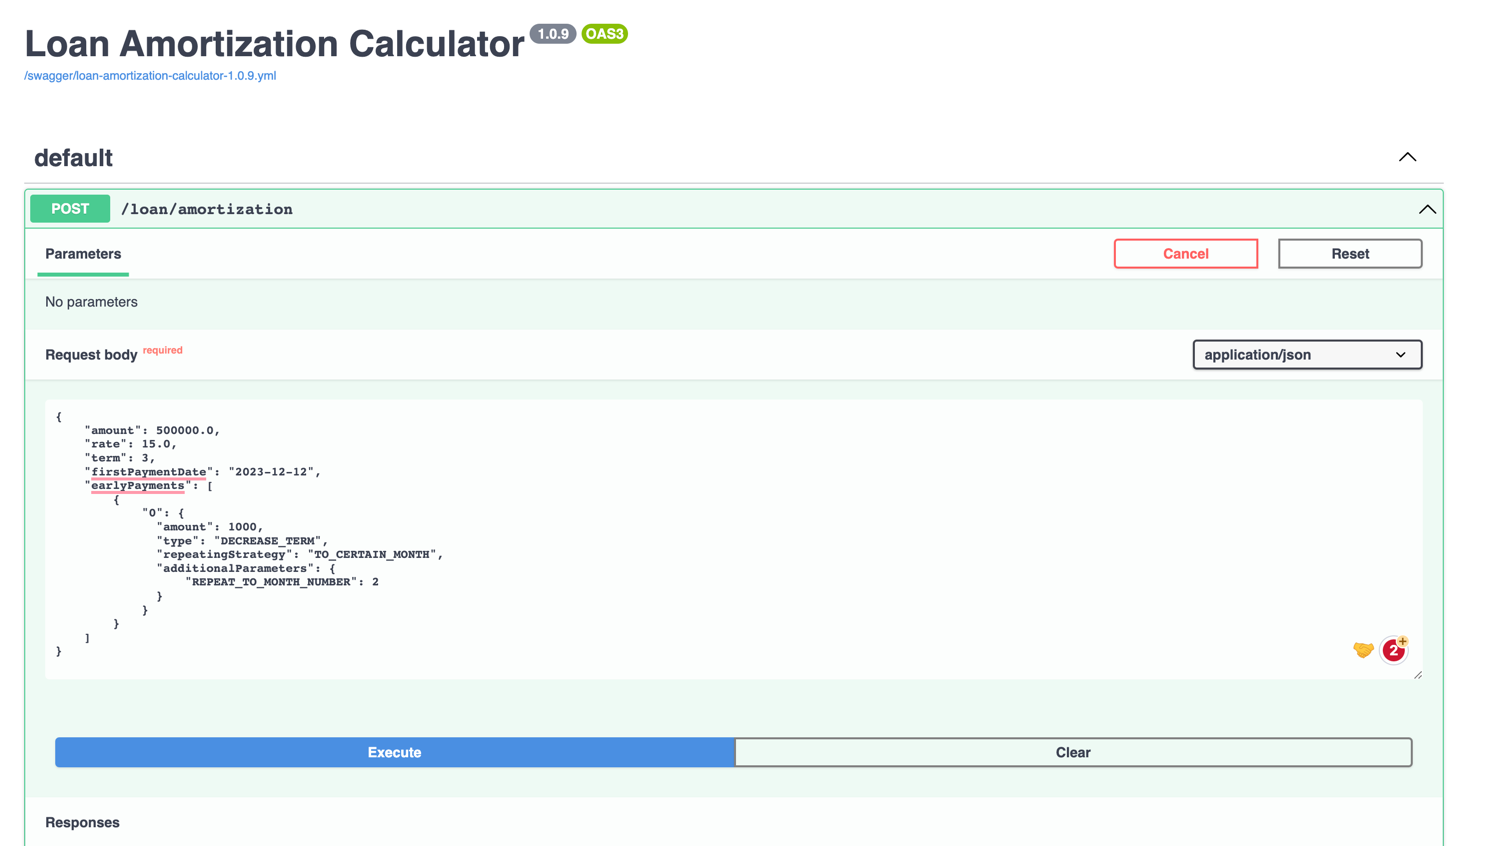 Loan Amortization Calculator 1.0.9 OAS3
/swagger/loan-amortization-calculator-1.0.9.yml
default
POST /loan/amortization
Parameters Cancel Reset
No parameters
Request body required application/json
{
    "amount": 500000.0,
    "rate": 15.0,
    "term": 3,
    "firstPaymentDate": "2023-12-12",
    "earlyPayments": [
        {
            "0": {
              "amount": 1000,
              "type": "DECREASE_TERM",
              "repeatingStrategy": "TO_CERTAIN_MONTH",
              "additionalParameters": {
                  "REPEAT_TO_MONTH_NUMBER": 2
              }
            }
        }
    ]
}
2
Execute Clear
Responses